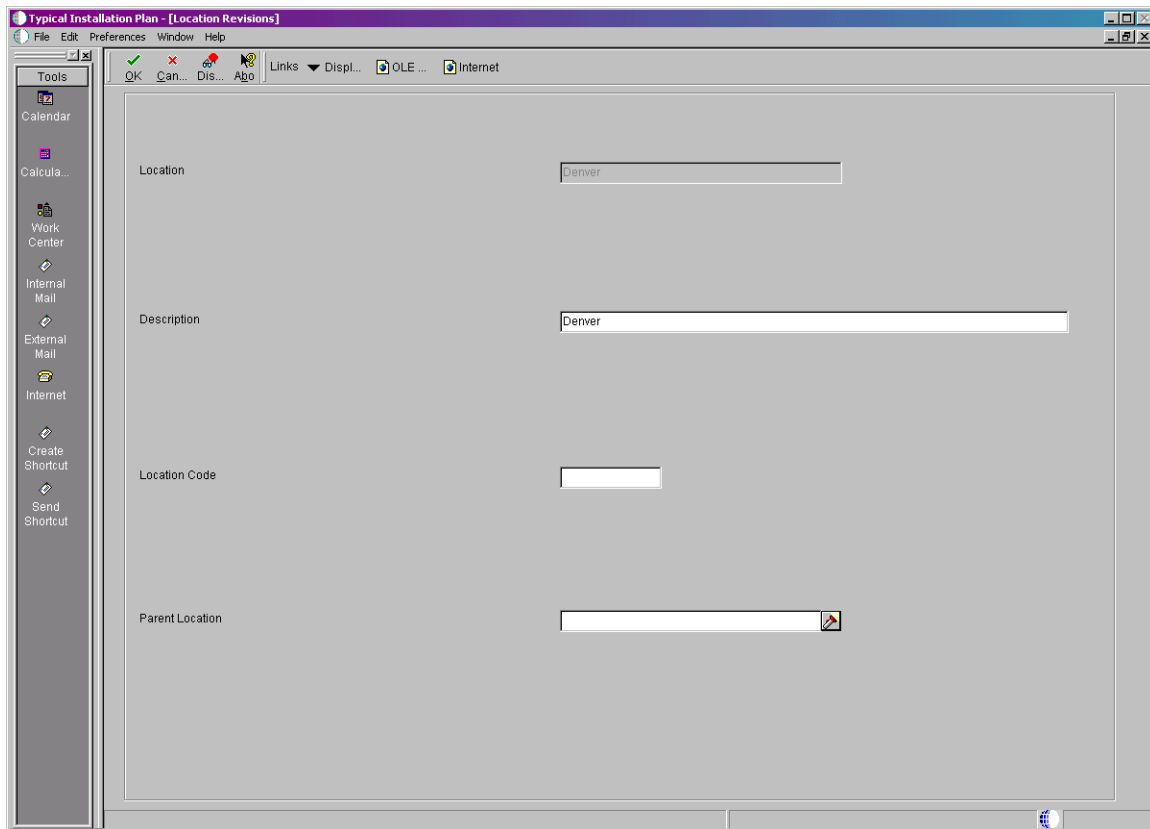 Typical Installation Plan - [Location Revisions]
File Edit Preferences Window Help
OK Can... Dis... Abo Links Displ... OLE ... Internet
Tools
Calendar
Calcula...
Work
Center
Internal
Mail
External
Mail
Internet
Create
Shortcut
Send
Shortcut
Location Denver
Description Denver
Location Code
Parent Location